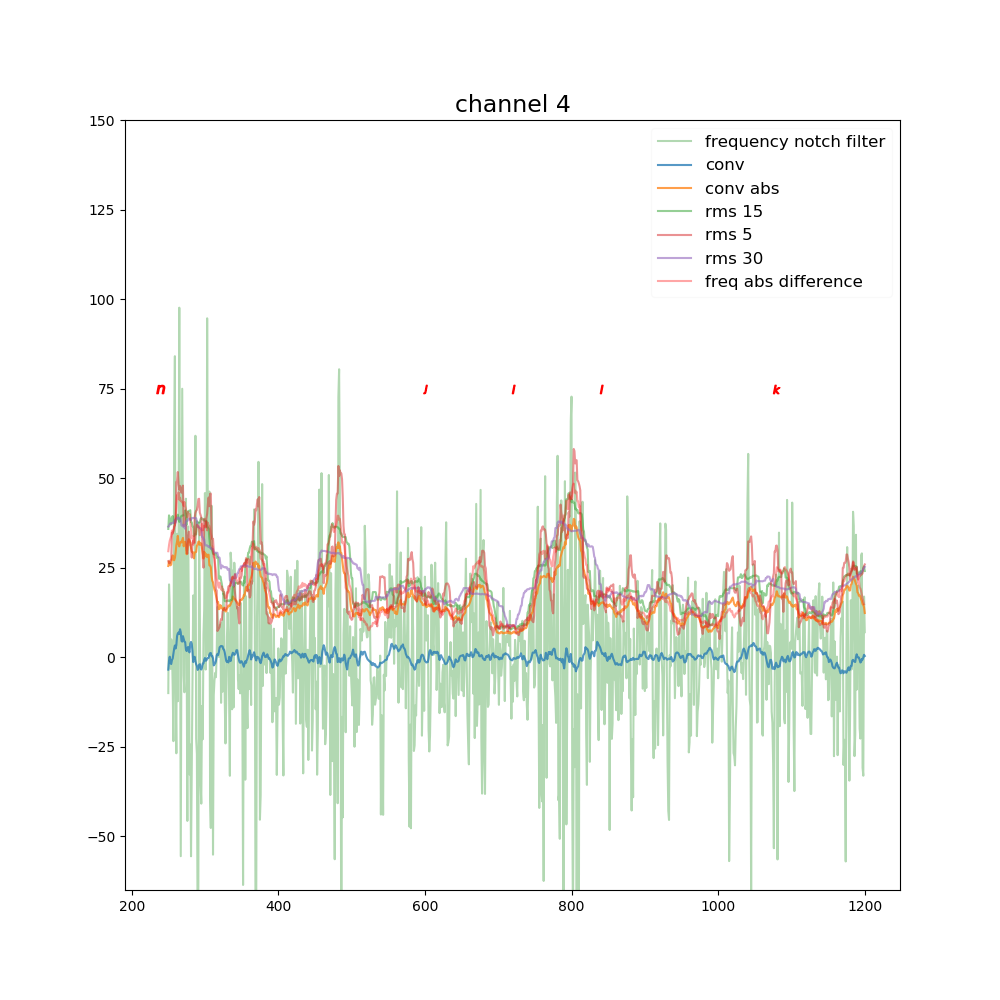 channel 4
150
125
100
75
50
25
0
−25
−50
frequency notch filter
conv
conv abs
rms 15
rms 5
rms 30
freq abs difference
n J I I k
200 400 600 800 1000 1200